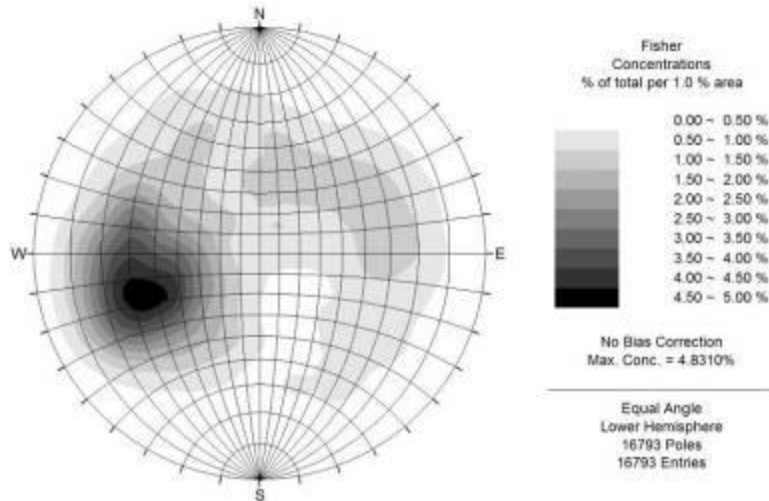 N
W
E
S
Fisher
Concentrations
% of total per 1.0 % area
0.00 ~ 0.50 %
0.50 ~ 1.00 %
1.00 ~ 1.50 %
1.50 ~ 2.00 %
2.00 ~ 2.50 %
2.50 ~ 3.00 %
3.00 ~ 3.50 %
3.50 ~ 4.00 %
4.00 ~ 4.50 %
4.50 ~ 5.00 %
No Bias Correction
Max. Conc. = 4.8310%
Equal Angle
Lower Hemisphere
16793 Poles
16793 Entries